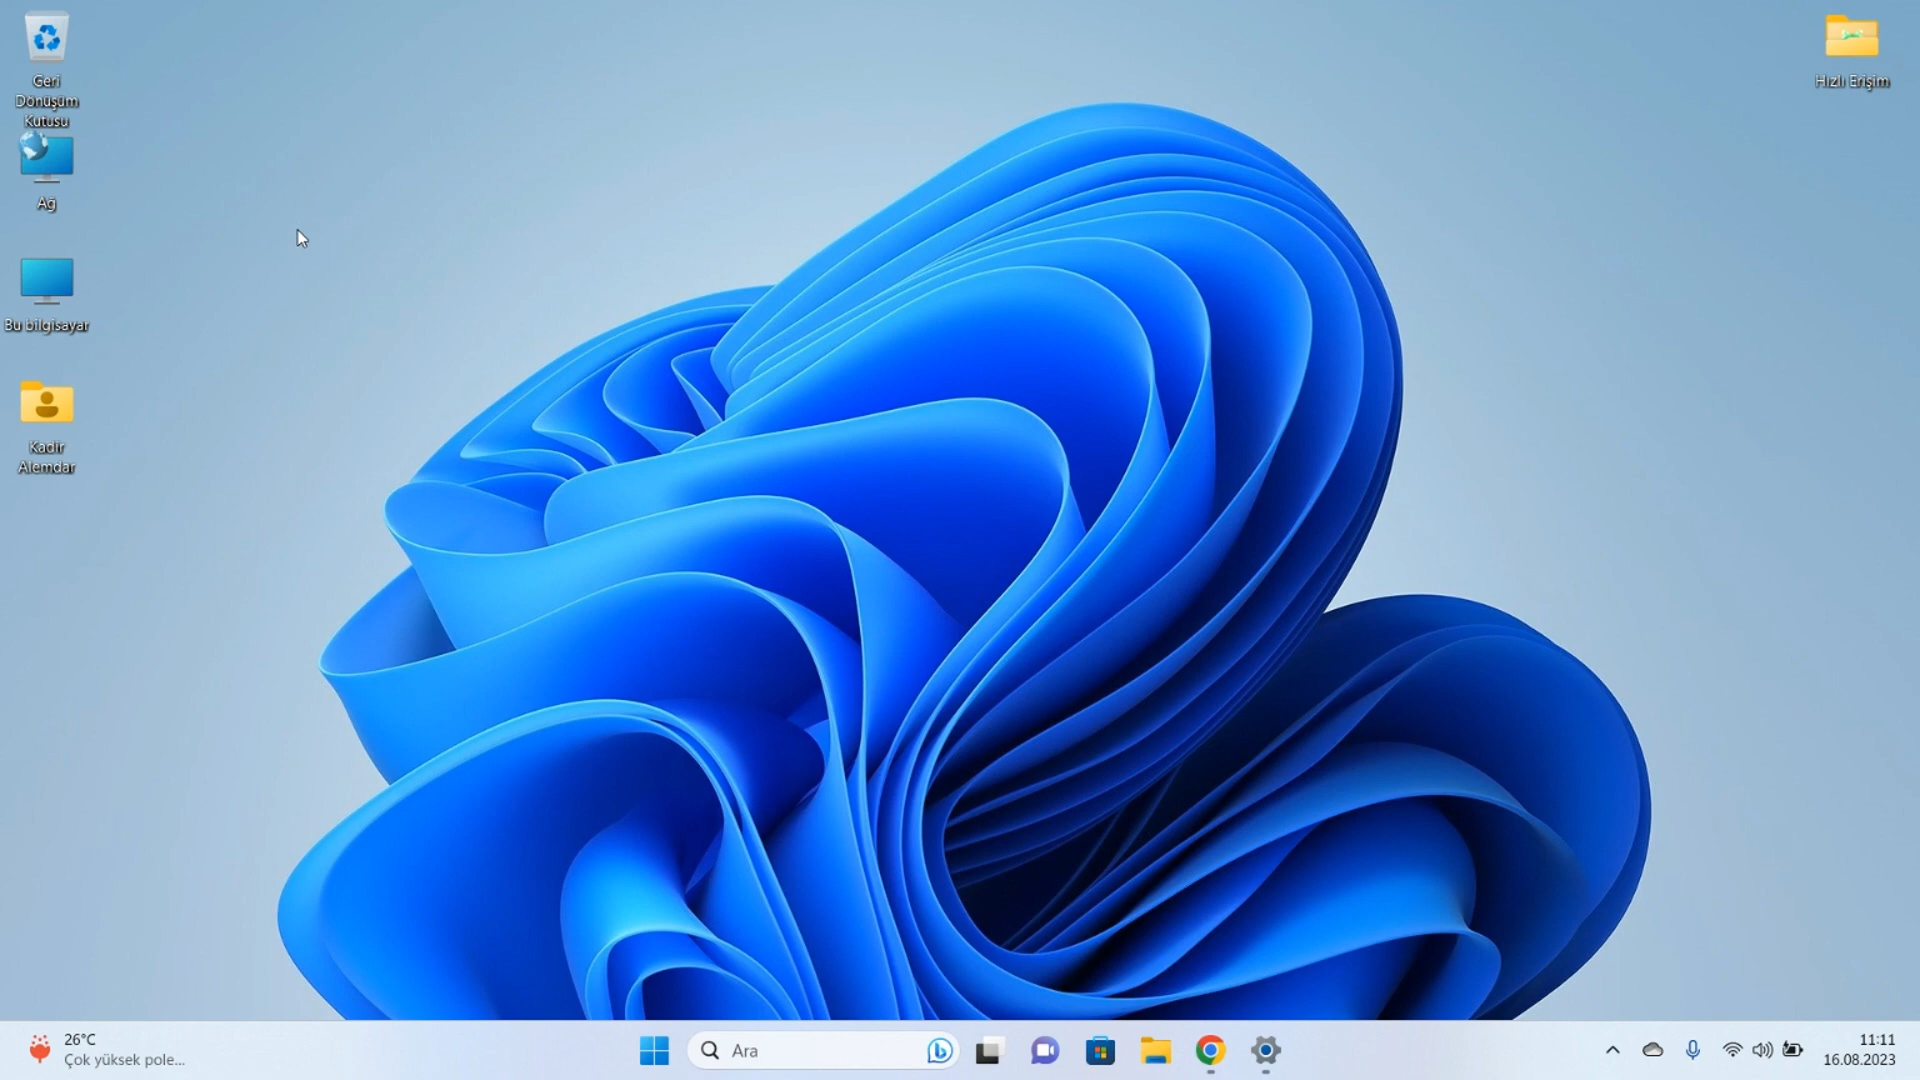 Geri
Dönüşüm
Kutusu
Ağ
Bu bilgisayar
Kadir
Alemdar
Hızlı Erişim
26°C
Çok yüksek pole...
Ara
11:11
16.08.2023